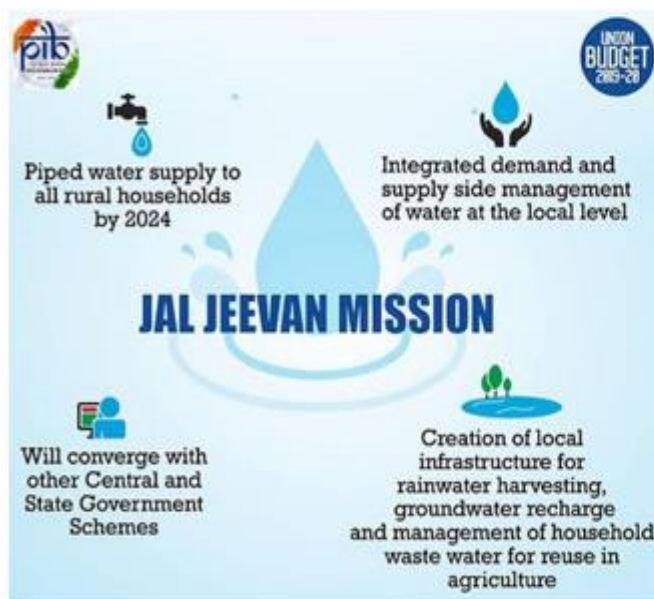 pib
UNION
BUDGET
2019-20
Piped water supply to
all rural households
by 2024
Integrated demand and
supply side management
of water at the local level
JAL JEEVAN MISSION
Will converge with
other Central and
State Government
Schemes
Creation of local
infrastructure for
rainwater harvesting,
groundwater recharge
and management of household
waste water for reuse in
agriculture